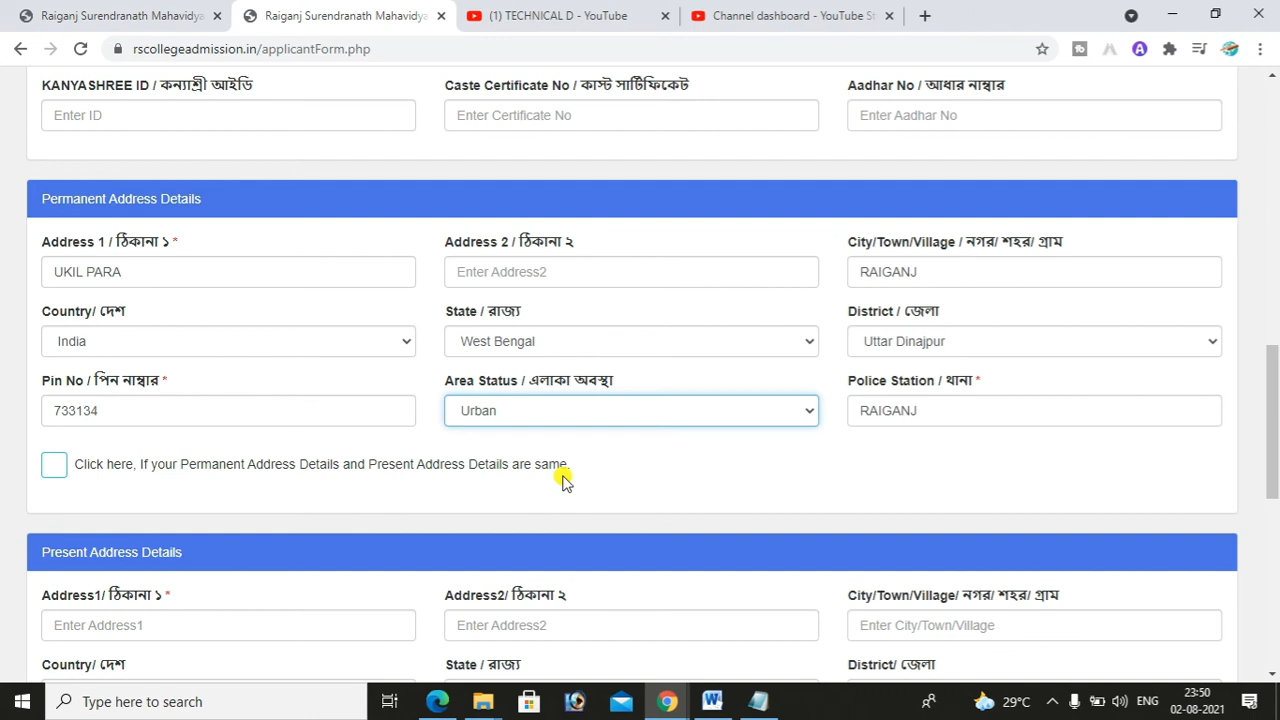 Raiganj Surendranath Mahavidya
Raiganj Surendranath Mahavidya
(1) TECHNICAL D - YouTube
Channel dashboard - YouTube St
rscollegeadmission.in/applicantForm.php
KANYASHREE ID / কন্যাশ্রী আইডি
Caste Certificate No / কাস্ট সার্টিফিকেট
Aadhar No / আধার নাম্বার
Enter ID
Enter Certificate No
Enter Aadhar No
Permanent Address Details
Address 1 / ঠিকানা ১ *
Address 2 / ঠিকানা ২
City/Town/Village / নগর/ শহর/ গ্রাম
UKIL PARA
Enter Address2
RAIGANJ
Country/ দেশ
State / রাজ্য
District / জেলা
India
West Bengal
Uttar Dinajpur
Pin No / পিন নাম্বার *
Area Status / এলাকা অবস্থা
Police Station / থানা *
733134
Urban
RAIGANJ
Click here, If your Permanent Address Details and Present Address Details are same.
Present Address Details
Address1/ ঠিকানা ১ *
Address2/ ঠিকানা ২
City/Town/Village/ নগর/ শহর/ গ্রাম
Enter Address1
Enter Address2
Enter City/Town/Village
Country/ দেশ
State / রাজ্য
District/ জেলা
Type here to search
29°C
ENG
23:50
02-08-2021